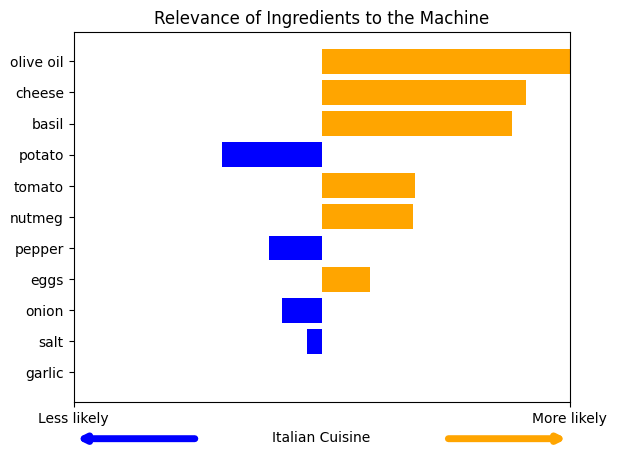 Relevance of Ingredients to the Machine
olive oil
cheese
basil
potato
tomato
nutmeg
pepper
eggs
onion
salt
garlic
Less likely More likely
Italian Cuisine